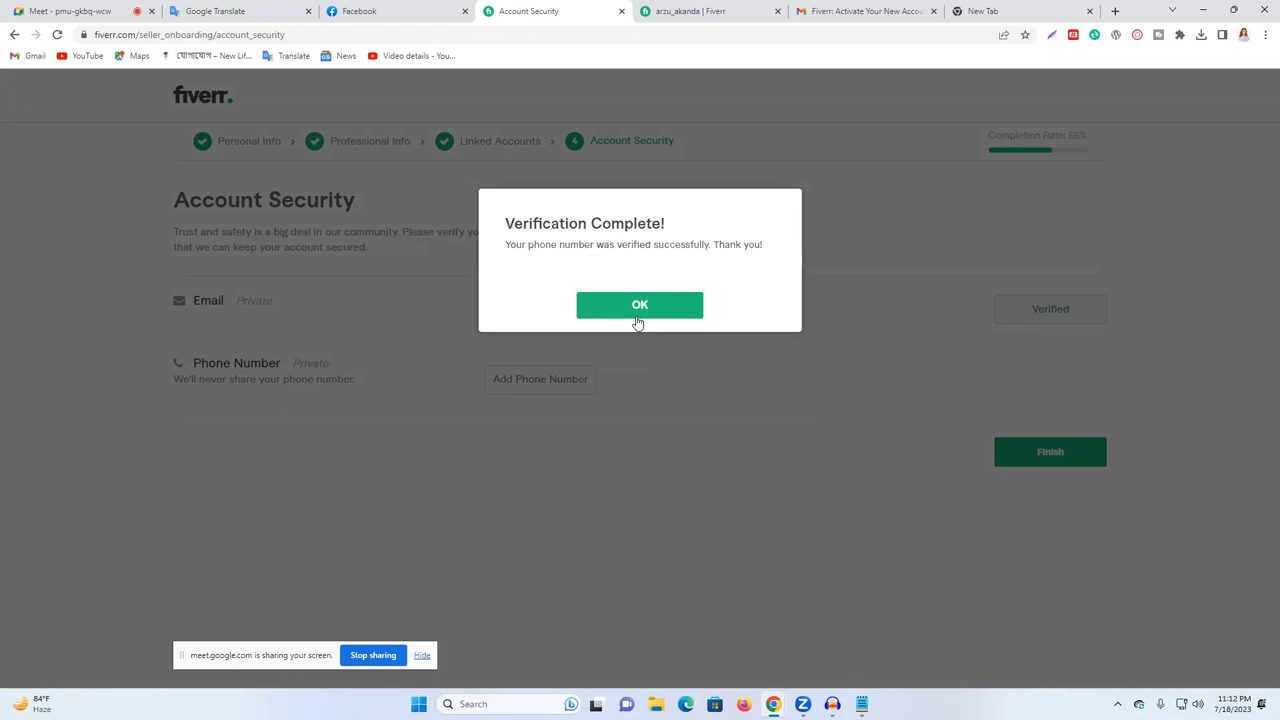 Meet - pmu-gkbq-wcw
Google Translate
Facebook
Account Security
arzu_akanda | Fiverr
Fiverr: Activate Your New Accou
New Tab
fiverr.com/seller_onboarding/account_security
Gmail
YouTube
Maps
যোগাযোগ – New Lif...
Translate
News
Video details - You...
fiverr.
Personal Info
Professional Info
Linked Accounts
4
Account Security
Completion Rate: 65%
Account Security
Trust and safety is a big deal in our community. Please verify yo
that we can keep your account secured.
Verification Complete!
Your phone number was verified successfully. Thank you!
OK
Email Private
Verified
Phone Number Private
We'll never share your phone number.
Add Phone Number
Finish
meet.google.com is sharing your screen.
Stop sharing
Hide
84°F
Haze
Search
11:12 PM
7/18/2023